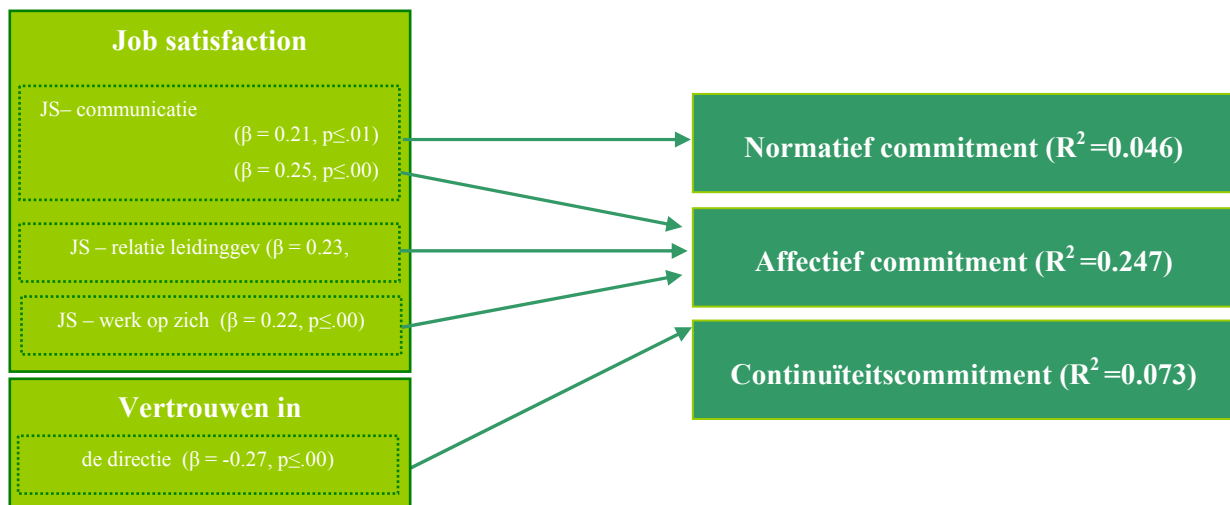 Job satisfaction
JS– communicatie
(β = 0.21, p≤.01)
(β = 0.25, p≤.00)
JS – relatie leidinggev (β = 0.23,
JS – werk op zich (β = 0.22, p≤.00)
Vertrouwen in
de directie (β = -0.27, p≤.00)
Normatief commitment (R² =0.046)
Affectief commitment (R² =0.247)
Continuïteitscommitment (R² =0.073)